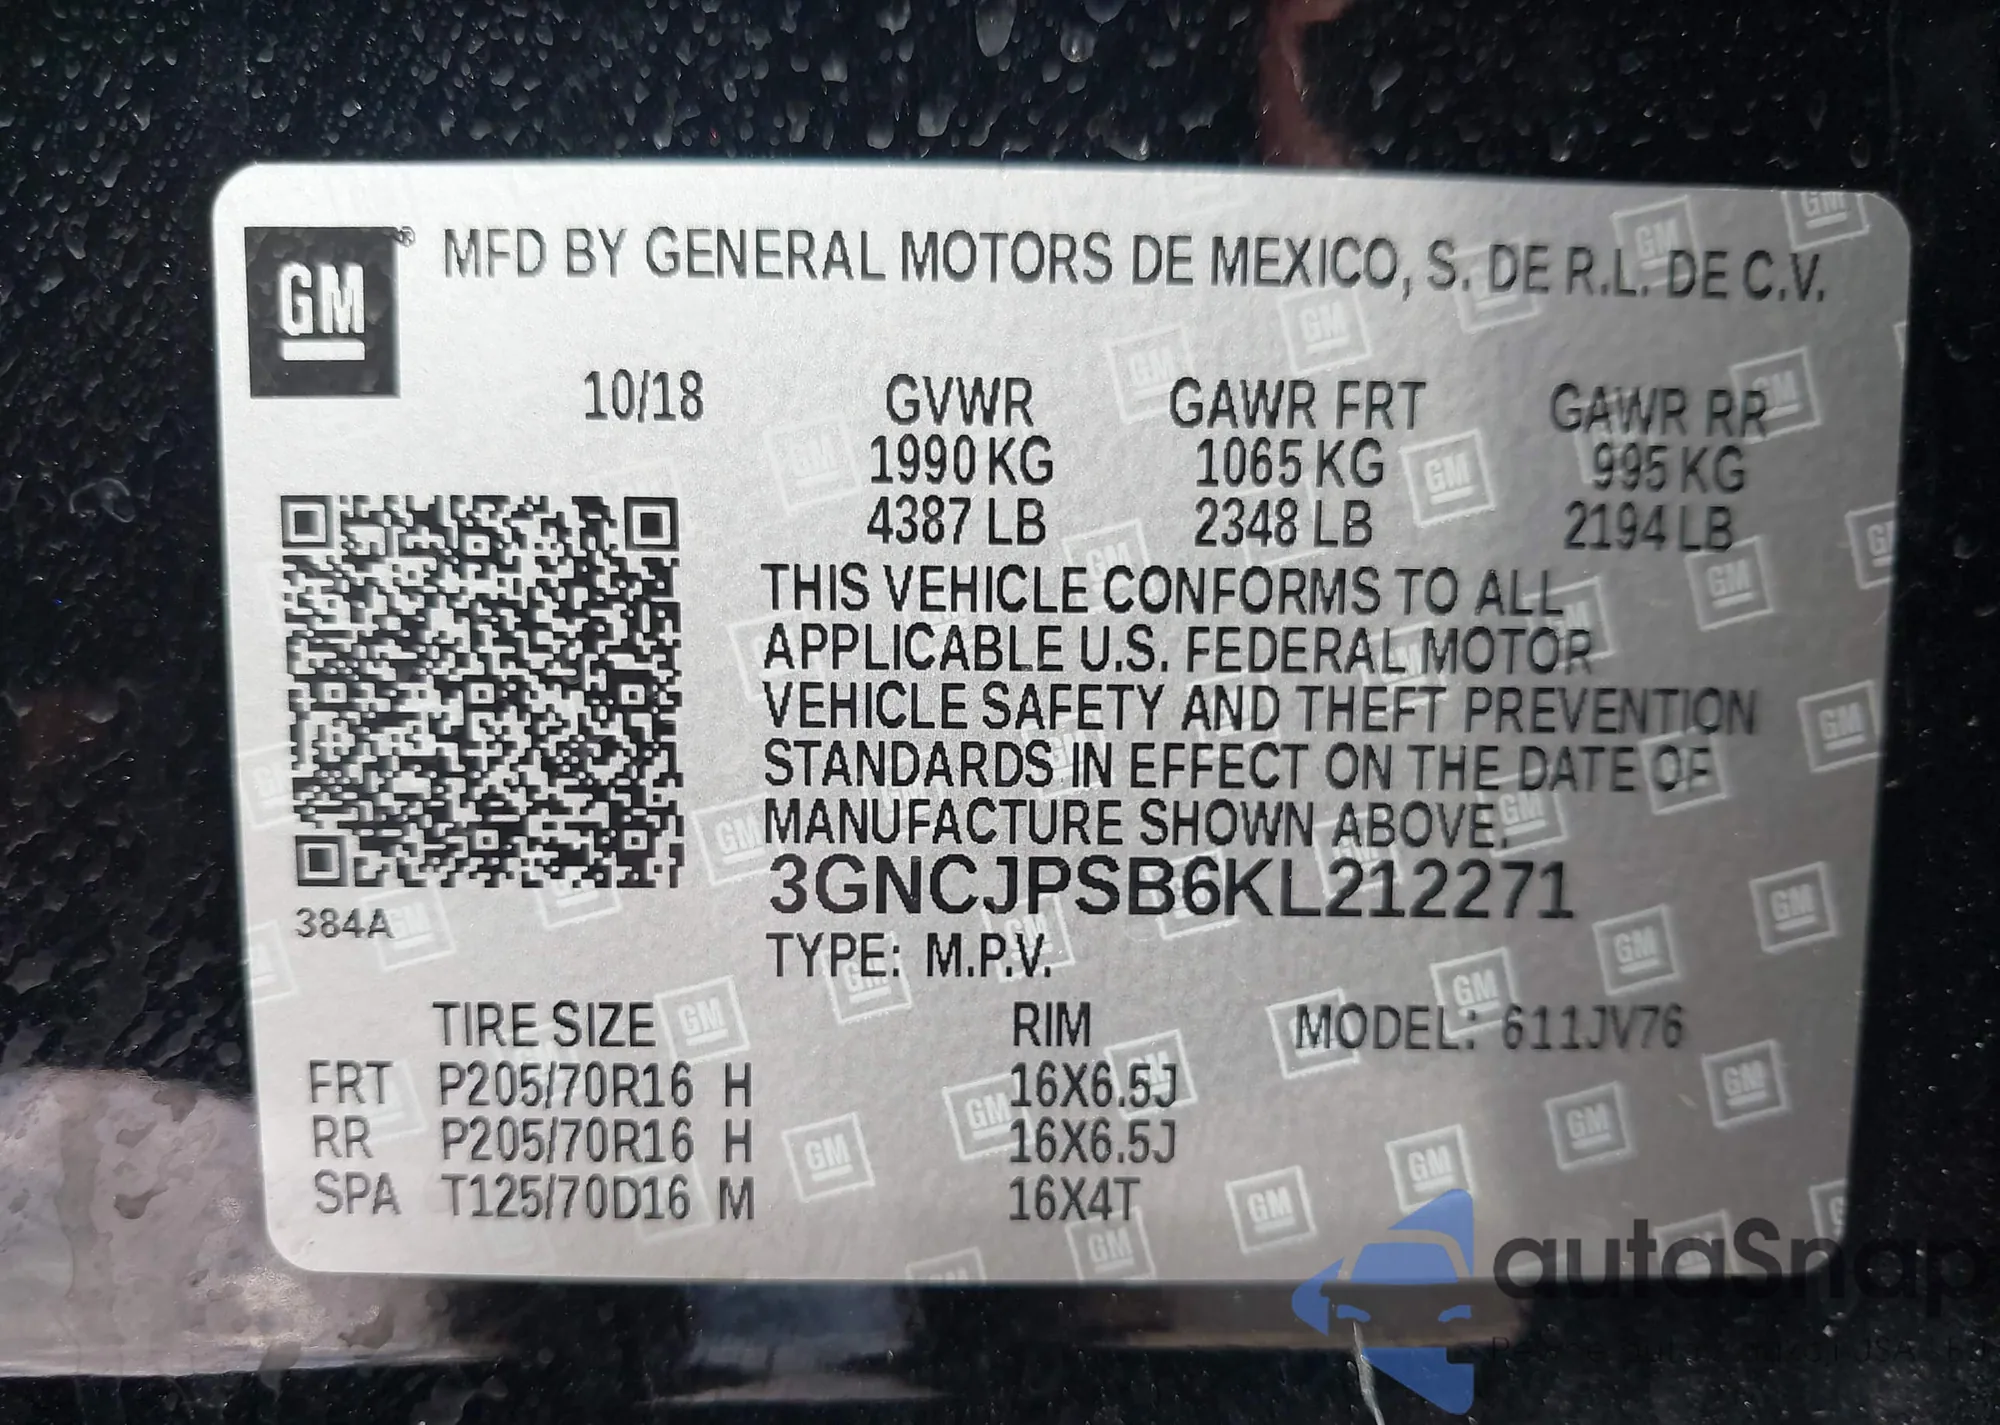 GM® MFD BY GENERAL MOTORS DE MEXICO, S. DE R.L. DE C.V.
10/18 GVWR GAWR FRT GAWR RR
1990 KG 1065 KG 995 KG
4387 LB 2348 LB 2194 LB
THIS VEHICLE CONFORMS TO ALL
APPLICABLE U.S. FEDERAL MOTOR
VEHICLE SAFETY AND THEFT PREVENTION
STANDARDS IN EFFECT ON THE DATE OF
MANUFACTURE SHOWN ABOVE.
3GNCJPSB6KL212271
384A
TYPE: M.P.V.
TIRE SIZE RIM MODEL: 611JV76
FRT P205/70R16 H 16X6.5J
RR P205/70R16 H 16X6.5J
SPA T125/70D16 M 16X4T
autaSnap